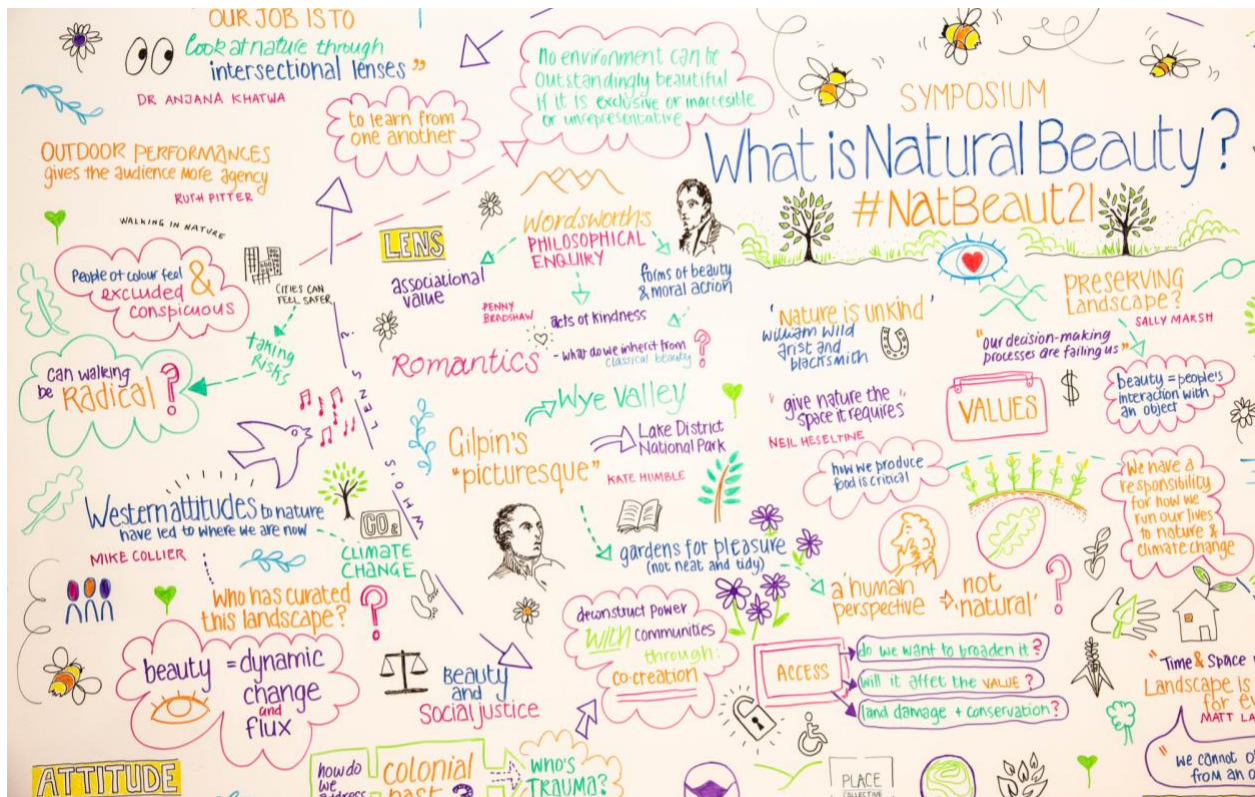 OUR JOB IS TO
look at nature through
intersectional lenses"
DR ANJANA KHATWA
to learn from
one another
No environment can be
Outstandingly beautiful
if it is exclusive or inaccesible
or unrepresentative
SYMPOSIUM
What is Natural Beauty?
#NatBeaut21
OUTDOOR PERFORMANCES
gives the audience more agency
RUTH PITTER
WALKING IN NATURE
People of colour feel
excluded &
conspicuous
CITIES CAN
FEEL SAFER
taking
Risks
can walking
be Radical ?
LENS
associational
value
Wordsworths
PHILOSOPHICAL
ENQUIRY
forms of beauty
& moral action
PENNY
BRADSHAW
acts of kindness
Romantics
- what do we inherit from
classical beauty ?
WHO'S LENS ?
'Nature is unkind'
William Wild
arist and
blacksmith
PRESERVING
Landscape?
SALLY MARSH
"our decision-making
processes are failing us"
beauty = people's
interaction with
an object
VALUES
$
"give nature the
space it requires"
NEIL HESELTINE
Wye Valley
Gilpin's
"picturesque"
Lake District
National Park
KATE HUMBLE
how we produce
food is critical
We have a
responsibility
for how we
run our lives
to nature &
climate change
Western attitudes to nature
have led to where we are now
MIKE COLLIER
CO2
CLIMATE
CHANGE
gardens for pleasure
(not neat and tidy)
a 'human
perspective
not
'natural'
?
Who has curated
this landscape? ?
beauty = dynamic
change
and
flux
Beauty
and
Social justice
deconstruct power
WITH communities
through:
co-creation
ACCESS
do we want to broaden it?
will it affet the VALUE?
land damage + conservation?
"Time & Space
Landscape is
for
MATT
"we cannot
from an
ATTITUDE
how do
we
colonial
past ?
WHO'S
TRAUMA?
PLACE
COLLECTIVE